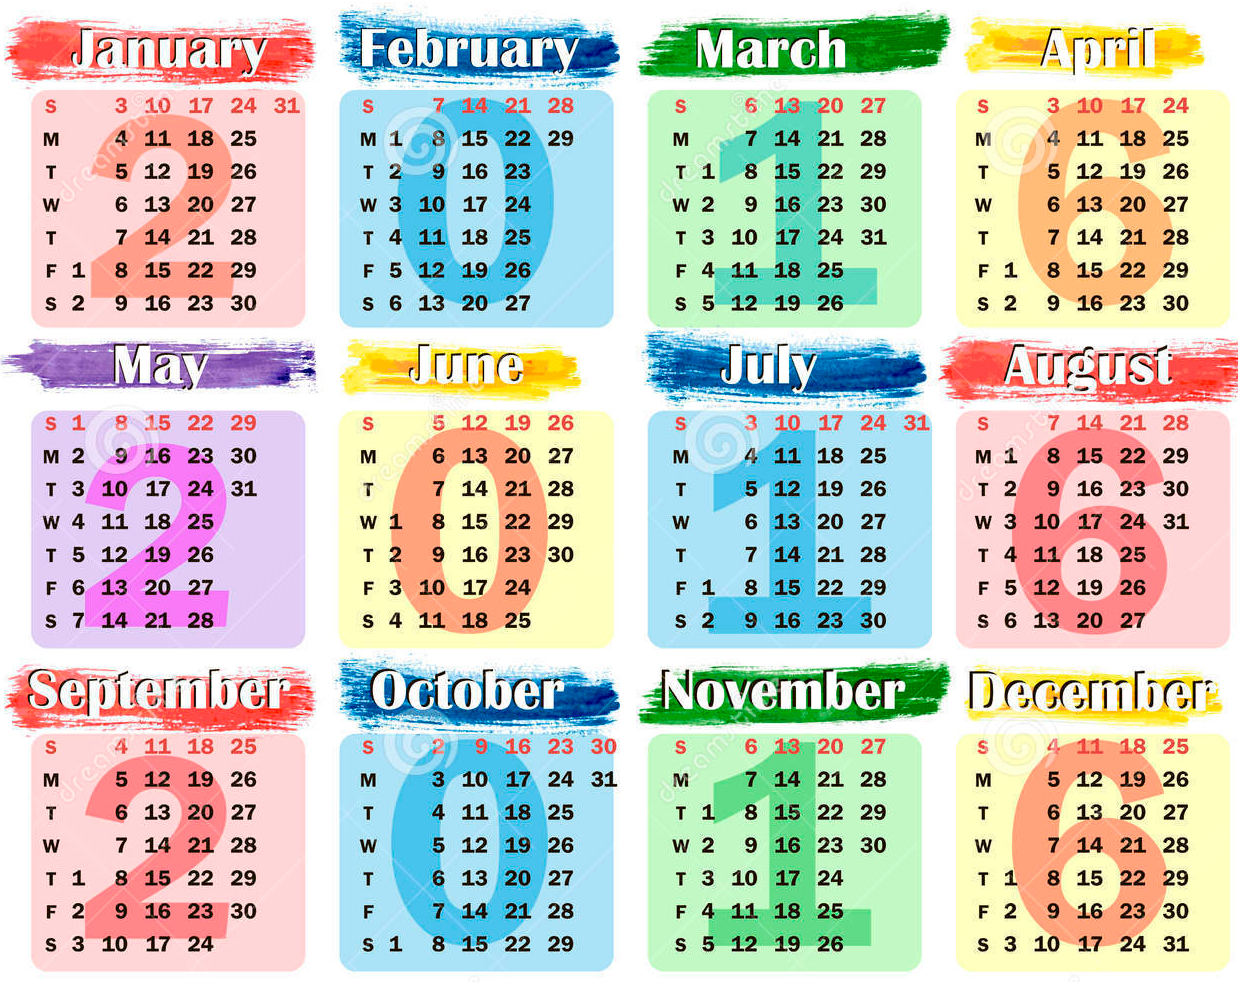 January
S 3 10 17 24 31
M 4 11 18 25
T 5 12 19 26
W 6 13 20 27
T 7 14 21 28
F 1 8 15 22 29
S 2 9 16 23 30
2
February
S 7 14 21 28
M 1 8 15 22 29
T 2 9 16 23
W 3 10 17 24
T 4 11 18 25
F 5 12 19 26
S 6 13 20 27
0
March
S 6 13 20 27
M 7 14 21 28
T 1 8 15 22 29
W 2 9 16 23 30
T 3 10 17 24 31
F 4 11 18 25
S 5 12 19 26
1
April
S 3 10 17 24
M 4 11 18 25
T 5 12 19 26
W 6 13 20 27
T 7 14 21 28
F 1 8 15 22 29
S 2 9 16 23 30
6
May
S 1 8 15 22 29
M 2 9 16 23 30
T 3 10 17 24 31
W 4 11 18 25
T 5 12 19 26
F 6 13 20 27
S 7 14 21 28
2
June
S 5 12 19 26
M 6 13 20 27
T 7 14 21 28
W 1 8 15 22 29
T 2 9 16 23 30
F 3 10 17 24
S 4 11 18 25
0
July
S 3 10 17 24 31
M 4 11 18 25
T 5 12 19 26
W 6 13 20 27
T 7 14 21 28
F 1 8 15 22 29
S 2 9 16 23 30
1
August
S 7 14 21 28
M 1 8 15 22 29
T 2 9 16 23 30
W 3 10 17 24 31
T 4 11 18 25
F 5 12 19 26
S 6 13 20 27
6
September
S 4 11 18 25
M 5 12 19 26
T 6 13 20 27
W 7 14 21 28
T 1 8 15 22 29
F 2 9 16 23 30
S 3 10 17 24
2
October
S 2 9 16 23 30
M 3 10 17 24 31
T 4 11 18 25
W 5 12 19 26
T 6 13 20 27
F 7 14 21 28
S 1 8 15 22 29
0
November
S 6 13 20 27
M 7 14 21 28
T 1 8 15 22 29
W 2 9 16 23 30
T 3 10 17 24
F 4 11 18 25
S 5 12 19 26
1
December
S 4 11 18 25
M 5 12 19 26
T 6 13 20 27
W 7 14 21 28
T 1 8 15 22 29
F 2 9 16 23 30
S 3 10 17 24 31
6